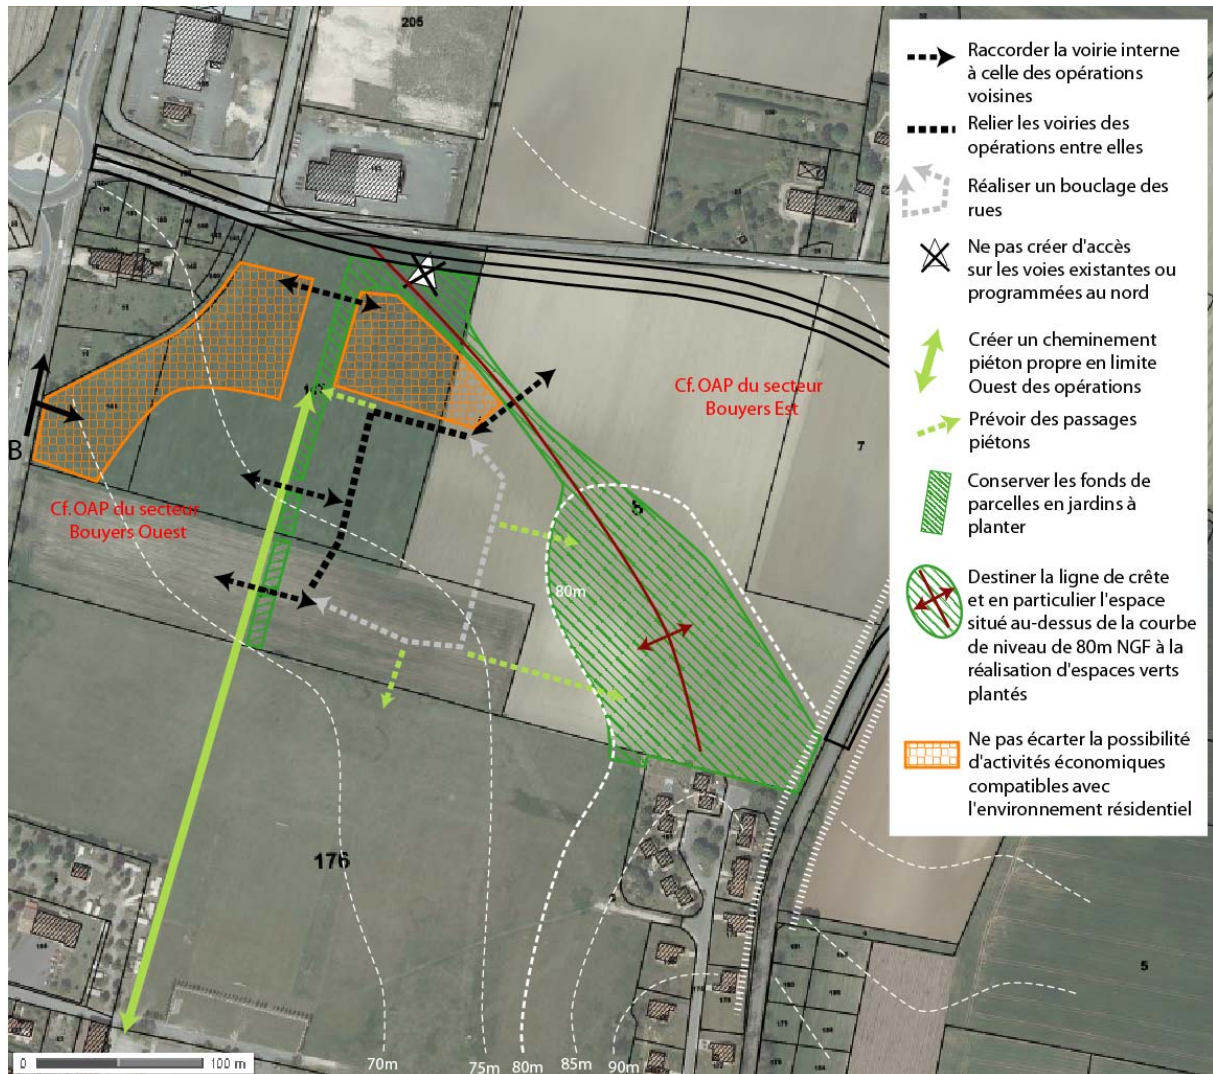 205
Raccorder la voirie interne
à celle des opérations
voisines
Relier les voiries des
opérations entre elles
Réaliser un bouclage des
rues
Ne pas créer d'accès
sur les voies existantes ou
programmées au nord
Créer un cheminement
piéton propre en limite
Ouest des opérations
Prévoir des passages
piétons
Conserver les fonds de
parcelles en jardins à
planter
Destiner la ligne de crête
et en particulier l'espace
situé au-dessus de la courbe
de niveau de 80m NGF à la
réalisation d'espaces verts
plantés
Ne pas écarter la possibilité
d'activités économiques
compatibles avec
l'environnement résidentiel
Cf. OAP du secteur
Bouyers Est
7
B
Cf. OAP du secteur
Bouyers Ouest
80m
176
5
0
100 m
70m
75m
80m
85m
90m